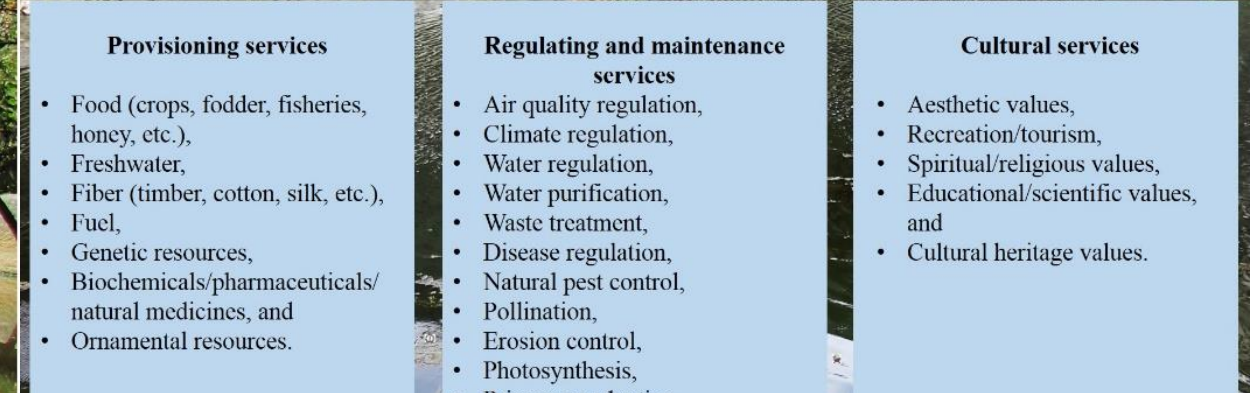 Provisioning services
• Food (crops, fodder, fisheries,
honey, etc.),
• Freshwater,
• Fiber (timber, cotton, silk, etc.),
• Fuel,
• Genetic resources,
• Biochemicals/pharmaceuticals/
natural medicines, and
• Ornamental resources.
Regulating and maintenance
services
• Air quality regulation,
• Climate regulation,
• Water regulation,
• Water purification,
• Waste treatment,
• Disease regulation,
• Natural pest control,
• Pollination,
• Erosion control,
• Photosynthesis,
Cultural services
• Aesthetic values,
• Recreation/tourism,
• Spiritual/religious values,
• Educational/scientific values,
and
• Cultural heritage values.